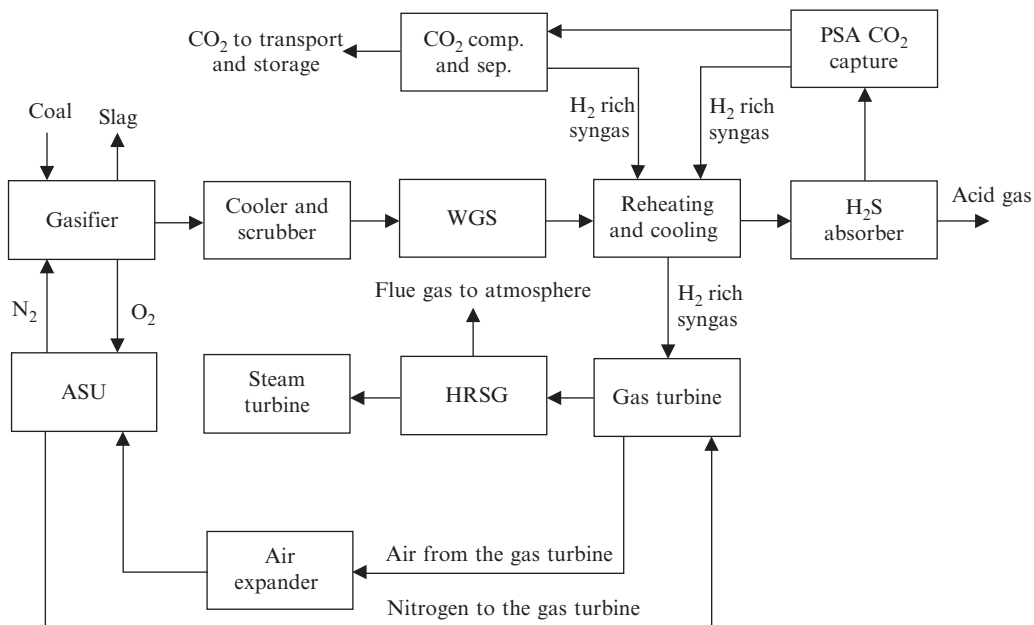 CO₂ to transport
and storage
CO₂ comp.
and sep.
PSA CO₂
capture
H₂ rich
syngas
H₂ rich
syngas
Coal
Slag
Gasifier
Cooler and
scrubber
WGS
Reheating
and cooling
H₂S
absorber
Acid gas
N₂
O₂
Flue gas to atmosphere
H₂ rich
syngas
ASU
Steam
turbine
HRSG
Gas turbine
Air
expander
Air from the gas turbine
Nitrogen to the gas turbine